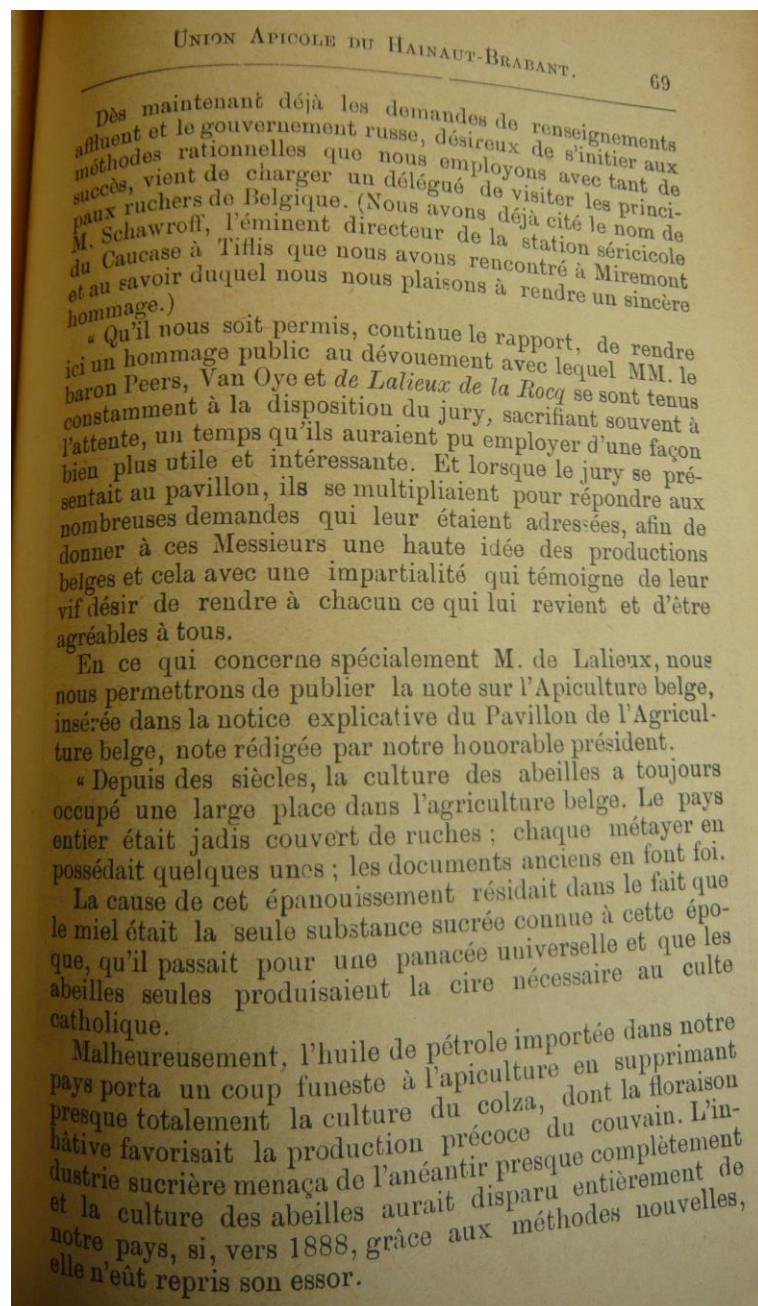 UNION APICOLE DU HAINAUT-BRABANT. 69
Dès maintenant déjà les demandes de renseignements
affluent et le gouvernement russe, désireux de s'initier aux
méthodes rationnelles que nous employons avec tant de
succès, vient de charger un délégué de visiter les princi-
paux ruchers de Belgique. (Nous avons déjà cité le nom de
M. Schawroff, l'éminent directeur de la station séricicole
du Caucase à Tiflis que nous avons rencontré à Miremont
et au savoir duquel nous nous plaisons à rendre un sincère
hommage.)
« Qu'il nous soit permis, continue le rapport, de rendre
ici un hommage public au dévouement avec lequel MM. le
baron Peers, Van Oye et de Lalieux de la Rocq se sont tenus
constamment à la disposition du jury, sacrifiant souvent à
l'attente, un temps qu'ils auraient pu employer d'une façon
bien plus utile et intéressante. Et lorsque le jury se pré-
sentait au pavillon, ils se multipliaient pour répondre aux
nombreuses demandes qui leur étaient adressées, afin de
donner à ces Messieurs une haute idée des productions
belges et cela avec une impartialité qui témoigne de leur
vif désir de rendre à chacun ce qui lui revient et d'être
agréables à tous.
En ce qui concerne spécialement M. de Lalieux, nous
nous permettrons de publier la note sur l'Apiculture belge,
insérée dans la notice explicative du Pavillon de l'Agricul-
ture belge, note rédigée par notre honorable président.
« Depuis des siècles, la culture des abeilles a toujours
occupé une large place dans l'agriculture belge. Le pays
entier était jadis couvert de ruches ; chaque métayer en
possédait quelques unes ; les documents anciens en font foi.
La cause de cet épanouissement résidait dans le fait que
le miel était la seule substance sucrée connue à cette épo-
que, qu'il passait pour une panacée universelle et que les
abeilles seules produisaient la cire nécessaire au culte
catholique.
Malheureusement, l'huile de pétrole importée dans notre
pays porta un coup funeste à l'apiculture en supprimant
presque totalement la culture du colza, dont la floraison
hâtive favorisait la production précoce du couvain. L'in-
dustrie sucrière menaça de l'anéantir presque complètement
et la culture des abeilles aurait disparu entièrement de
notre pays, si, vers 1888, grâce aux méthodes nouvelles,
elle n'eût repris son essor.